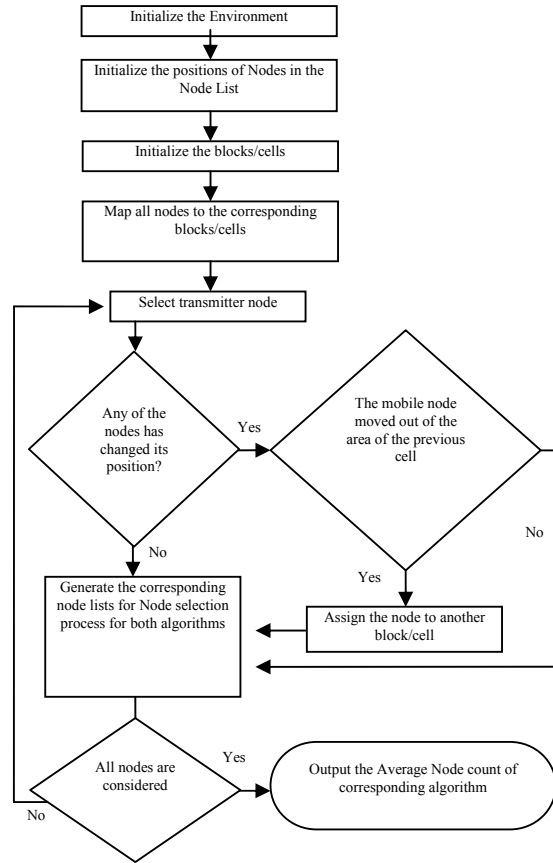 Initialize the Environment
Initialize the positions of Nodes in the
Node List
Initialize the blocks/cells
Map all nodes to the corresponding
blocks/cells
Select transmitter node
Any of the
nodes has
changed its
position?
Yes
The mobile node
moved out of the
area of the previous
cell
No
No
Yes
Generate the corresponding
node lists for Node selection
process for both algorithms
Assign the node to another
block/cell
All nodes are
considered
Yes
No
Output the Average Node count of
corresponding algorithm